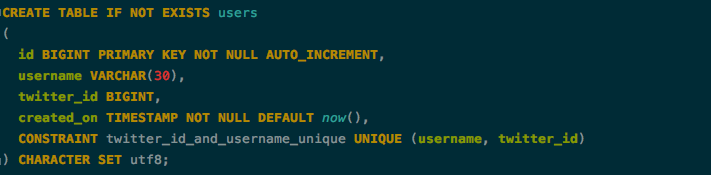 CREATE TABLE IF NOT EXISTS users
(
id BIGINT PRIMARY KEY NOT NULL AUTO_INCREMENT,
username VARCHAR(30),
twitter_id BIGINT,
created_on TIMESTAMP NOT NULL DEFAULT now(),
CONSTRAINT twitter_id_and_username_unique UNIQUE (username, twitter_id)
) CHARACTER SET utf8;